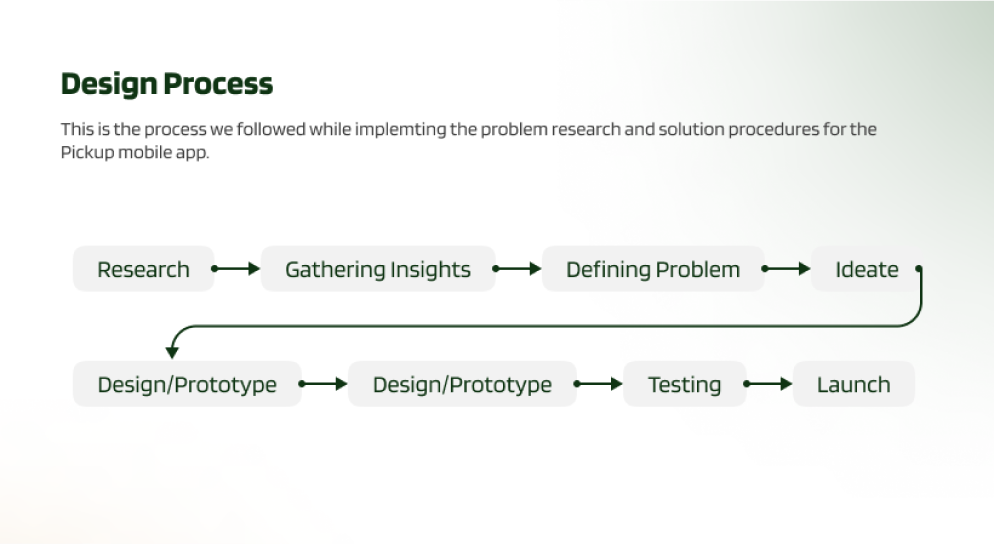 Design Process
This is the process we followed while implemting the problem research and solution procedures for the
Pickup mobile app.
Research
Gathering Insights
Defining Problem
Ideate
Design/Prototype
Design/Prototype
Testing
Launch